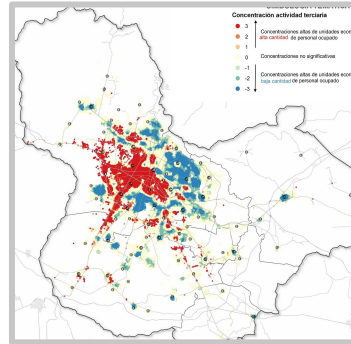 Concentración actividad terciaria
3
2
1
0
-1
-2
-3
Concentraciones altas de unidades econ
alta cantidad de personal ocupado
Concentraciones no significativas
Concentraciones altas de unidades econ
baja cantidad de personal ocupado